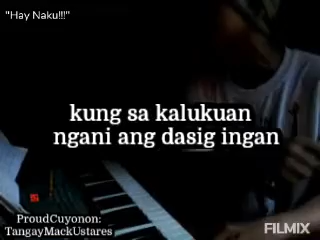 "Hay Naku!!!"
kung sa kalukuan
ngani ang dasig ingan
ProudCuyonon:
TangayMackUstares
FILMIX